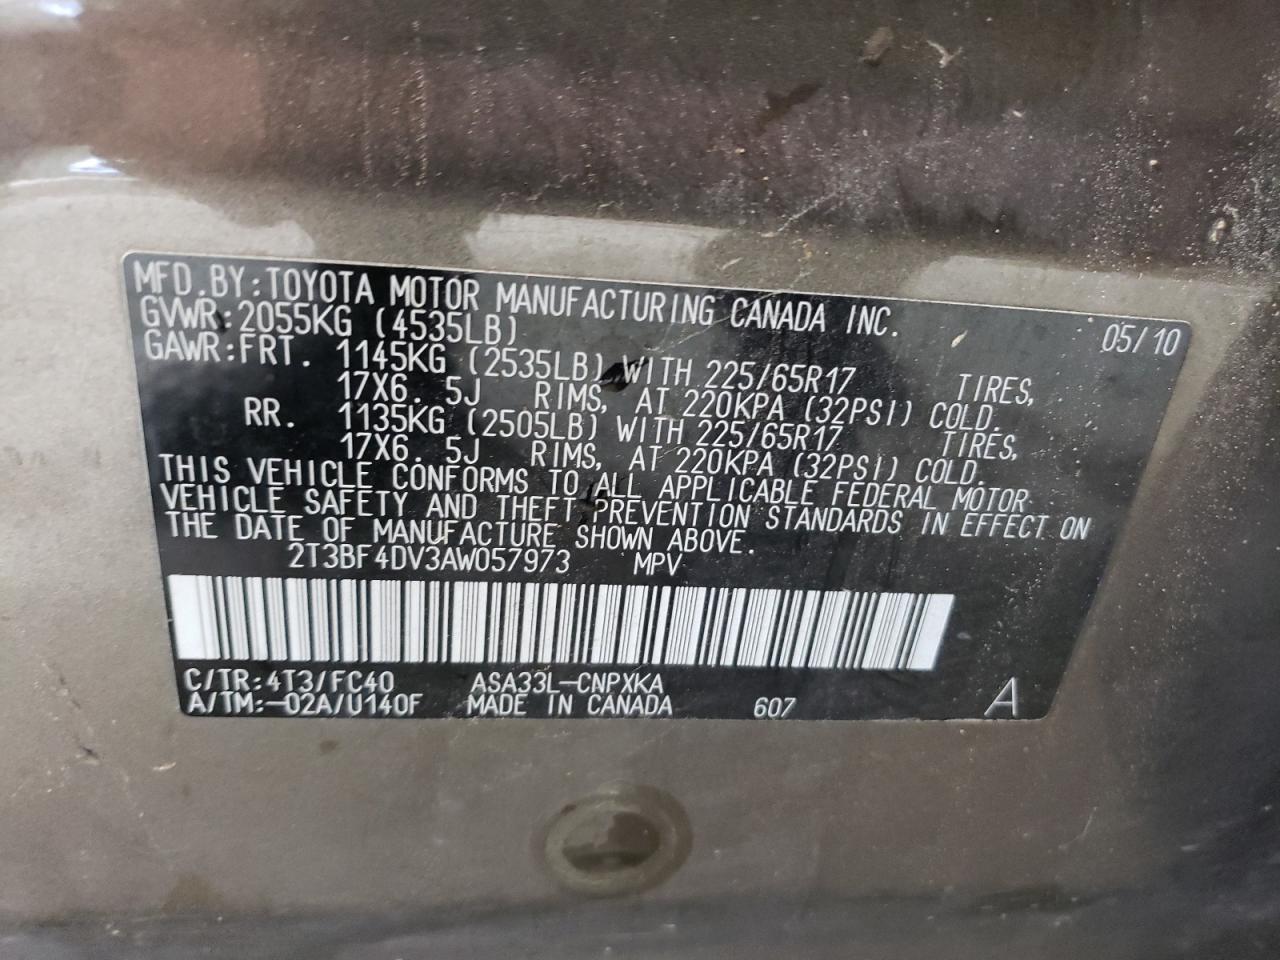 MFD.BY:TOYOTA MOTOR MANUFACTURING CANADA INC. 05/10
GVWR:2055KG (4535LB)
GAWR:FRT. 1145KG (2535LB) WITH 225/65R17 TIRES,
17X6. 5J RIMS, AT 220KPA (32PSI) COLD.
RR. 1135KG (2505LB) WITH 225/65R17 TIRES,
17X6. 5J RIMS, AT 220KPA (32PSI) COLD.
THIS VEHICLE CONFORMS TO ALL APPLICABLE FEDERAL MOTOR
VEHICLE SAFETY AND THEFT PREVENTION STANDARDS IN EFFECT ON
THE DATE OF MANUFACTURE SHOWN ABOVE.
2T3BF4DV3AW057973 MPV
C/TR:4T3/FC40 ASA33L-CNPXKA
A/TM:-02A/U140F MADE IN CANADA 607 A